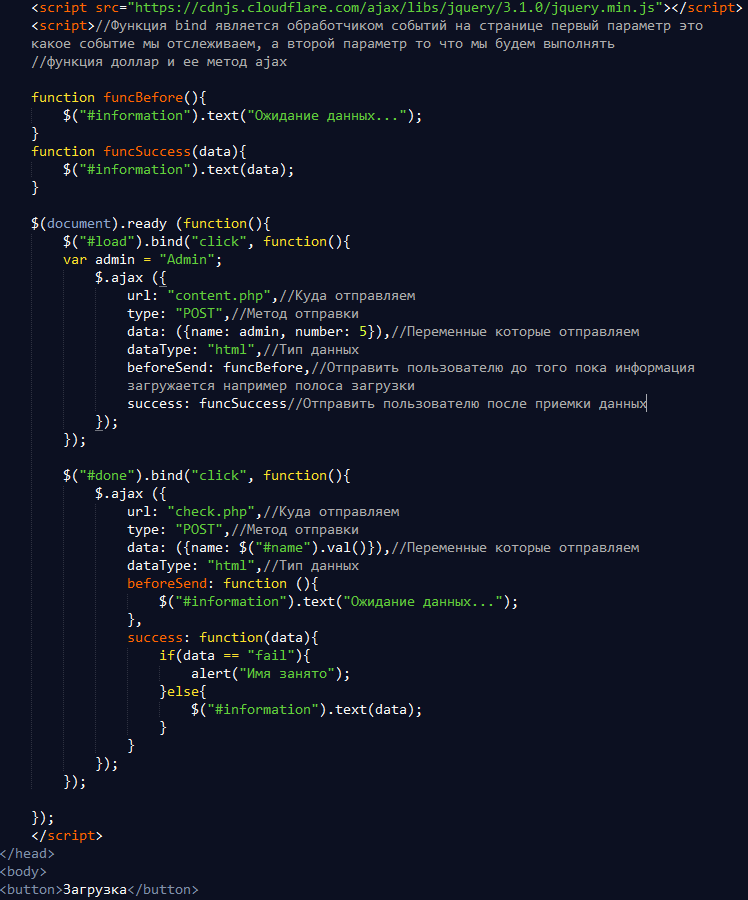 <script src="https://cdnjs.cloudflare.com/ajax/libs/jquery/3.1.0/jquery.min.js"></script>
<script>//Функция bind является обработчиком событий на странице первый параметр это
какое событие мы отслеживаем, а второй параметр то что мы будем выполнять
//функция доллар и ее метод ajax
function funcBefore(){
$("#information").text("Ожидание данных...");
}
function funcSuccess(data){
$("#information").text(data);
}
$(document).ready (function(){
$("#load").bind("click", function(){
var admin = "Admin";
$.ajax ({
url: "content.php",//Куда отправляем
type: "POST",//Метод отправки
data: ({name: admin, number: 5}),//Переменные которые отправляем
dataType: "html",//Тип данных
beforeSend: funcBefore,//Отправить пользователю до того пока информация
загружается например полоса загрузки
success: funcSuccess//Отправить пользователю после приемки данных
});
});
$("#done").bind("click", function(){
$.ajax ({
url: "check.php",//Куда отправляем
type: "POST",//Метод отправки
data: ({name: $("#name").val()}),//Переменные которые отправляем
dataType: "html",//Тип данных
beforeSend: function (){
$("#information").text("Ожидание данных...");
},
success: function(data){
if(data == "fail"){
alert("Имя занято");
}else{
$("#information").text(data);
}
}
});
});
});
</script>
</head>
<body>
<button>Загрузка</button>